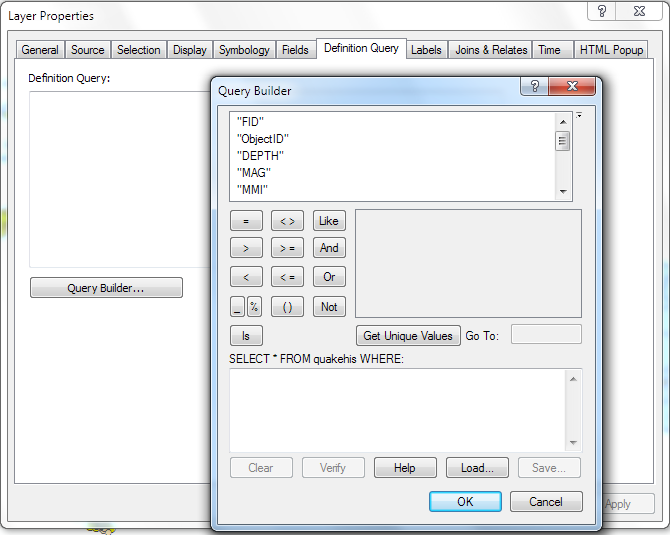 Layer Properties
General Source Selection Display Symbology Fields Definition Query Labels Joins & Relates Time HTML Popup
Definition Query:
Query Builder...
Query Builder
"FID"
"ObjectID"
"DEPTH"
"MAG"
"MMI"
= < > Like
> > = And
< < = Or
_ % ( ) Not
Is Get Unique Values Go To:
SELECT * FROM quakehis WHERE:
Clear Verify Help Load... Save...
OK Cancel
Apply